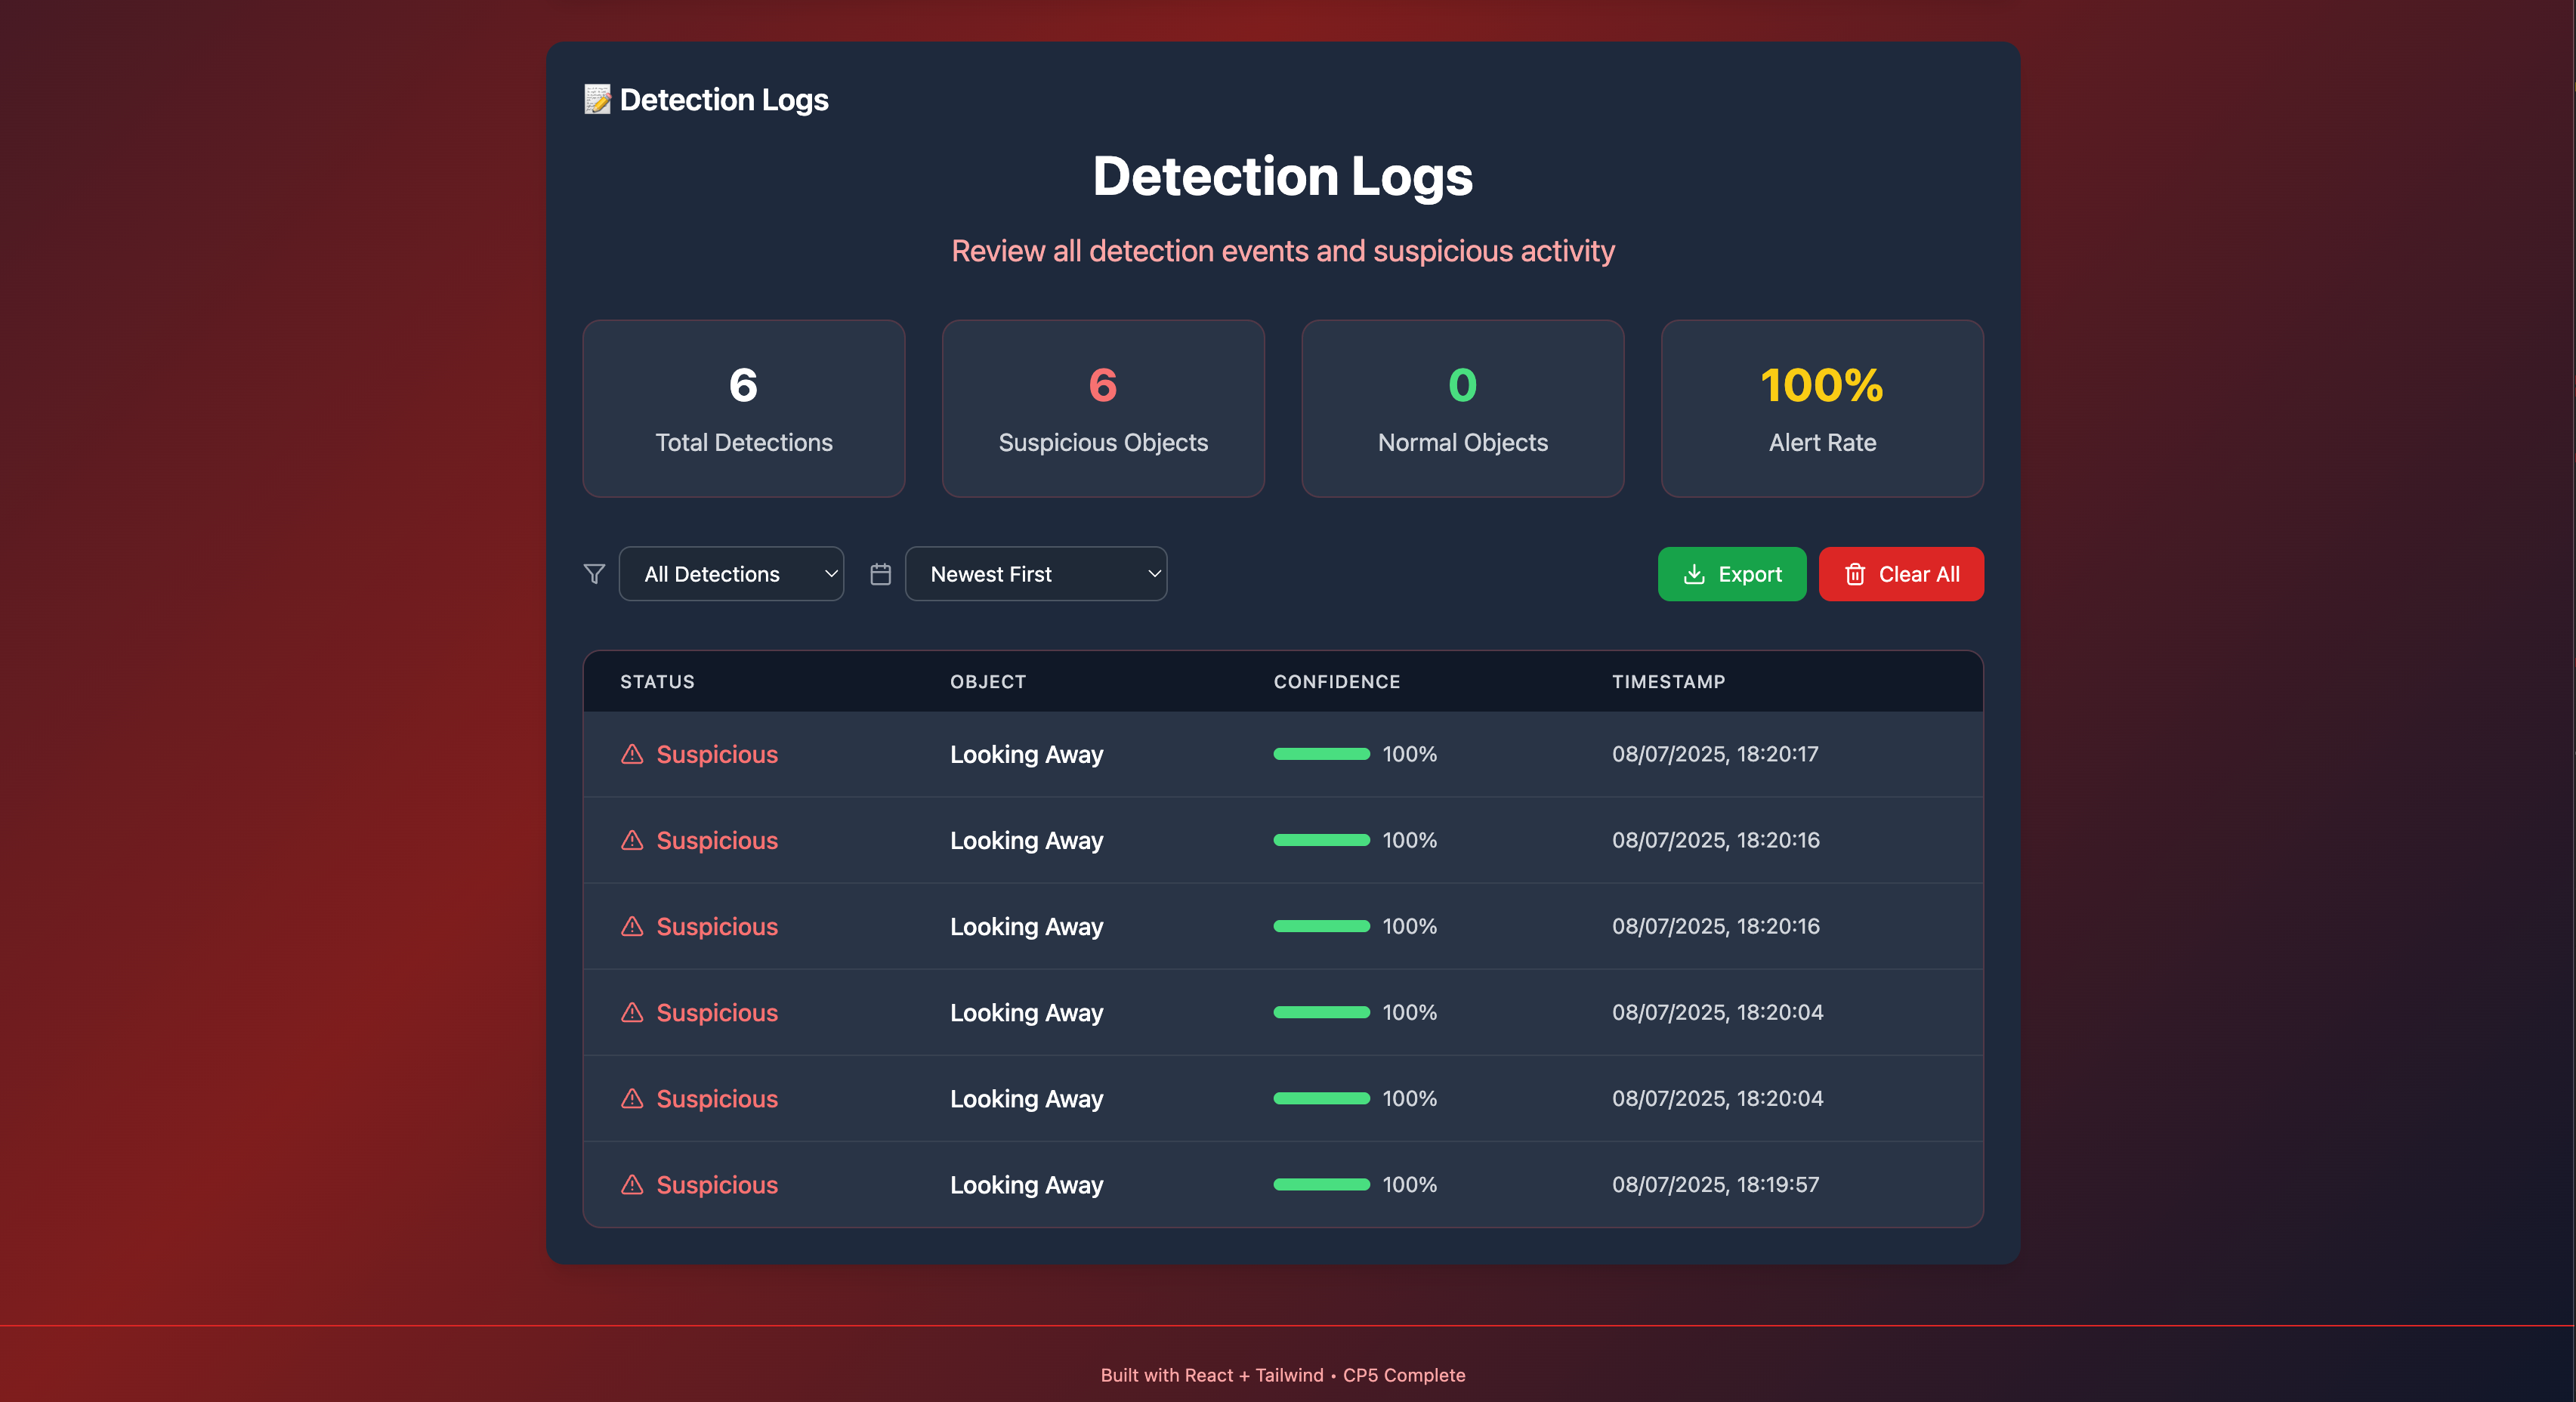 📝 Detection Logs
Detection Logs
Review all detection events and suspicious activity
6
Total Detections
6
Suspicious Objects
0
Normal Objects
100%
Alert Rate
All Detections
Newest First
Export
Clear All
STATUS OBJECT CONFIDENCE TIMESTAMP
Suspicious Looking Away 100% 08/07/2025, 18:20:17
Suspicious Looking Away 100% 08/07/2025, 18:20:16
Suspicious Looking Away 100% 08/07/2025, 18:20:16
Suspicious Looking Away 100% 08/07/2025, 18:20:04
Suspicious Looking Away 100% 08/07/2025, 18:20:04
Suspicious Looking Away 100% 08/07/2025, 18:19:57
Built with React + Tailwind • CP5 Complete